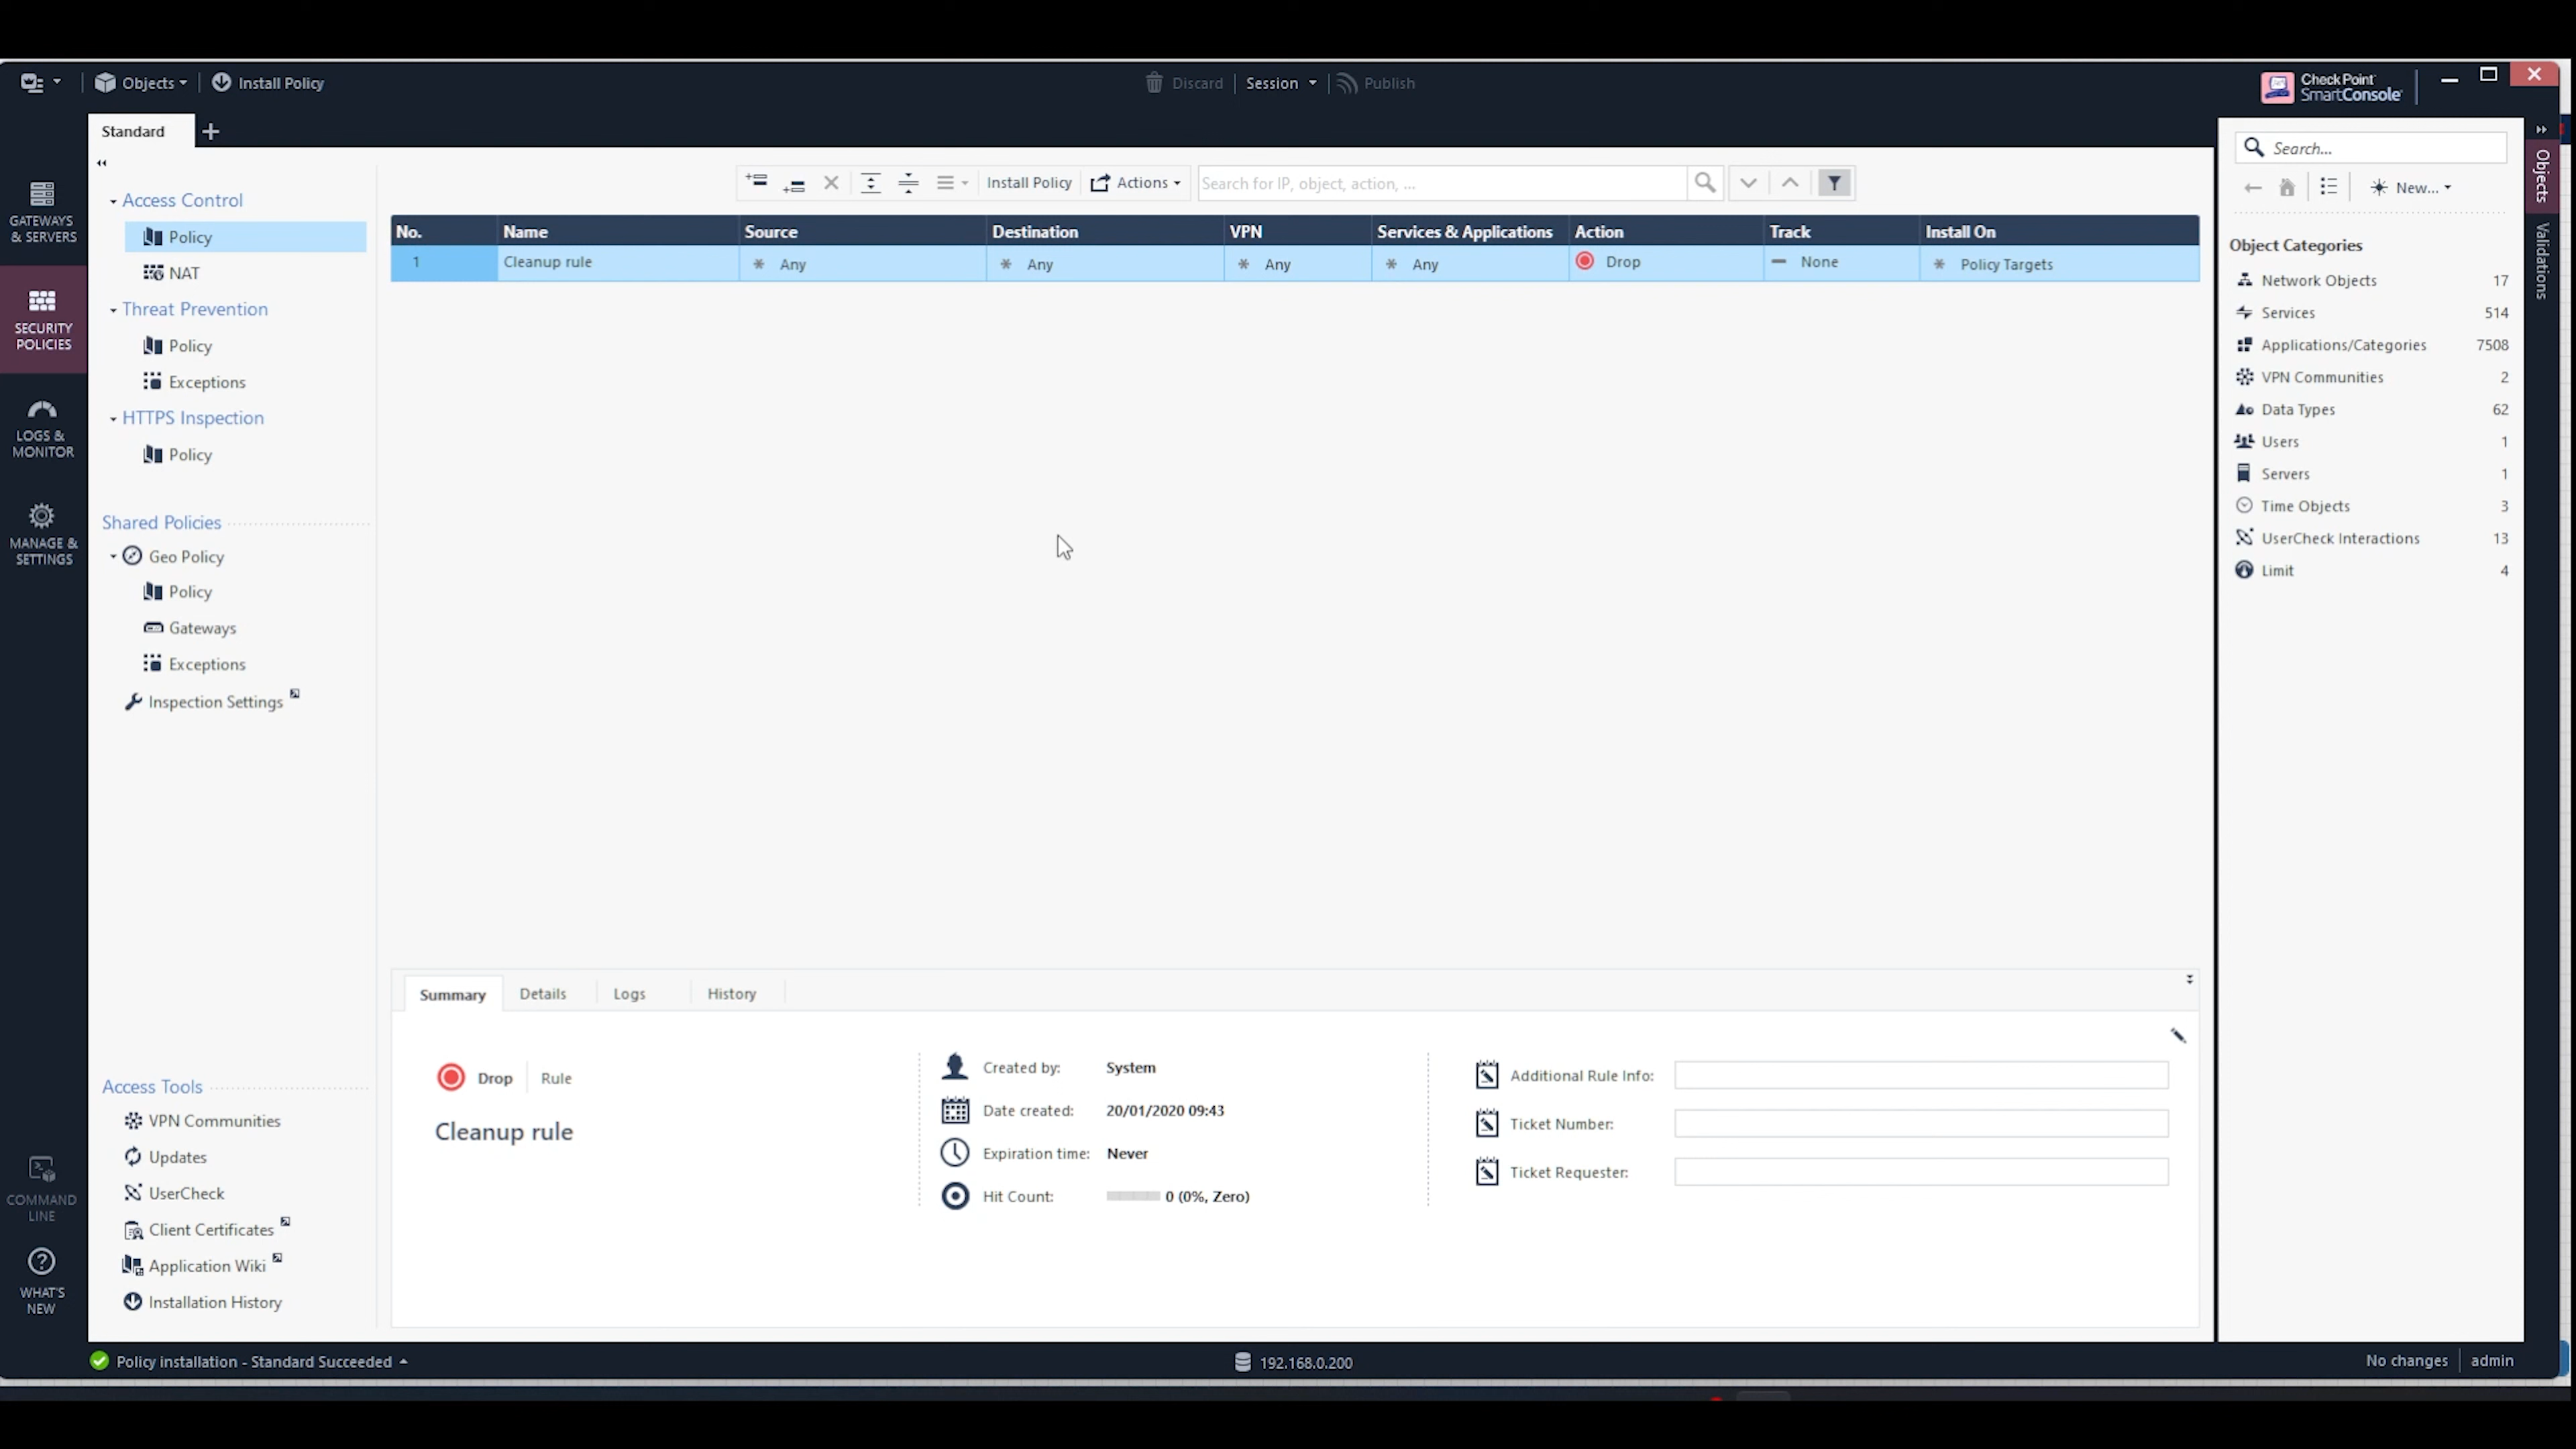 Objects
Install Policy
Discard
Session
Publish
Check Point
SmartConsole
Standard
GATEWAYS
& SERVERS
SECURITY
POLICIES
LOGS &
MONITOR
MANAGE &
SETTINGS
COMMAND
LINE
WHAT'S
NEW
Access Control
Policy
NAT
Threat Prevention
Policy
Exceptions
HTTPS Inspection
Policy
Shared Policies
Geo Policy
Policy
Gateways
Exceptions
Inspection Settings
Access Tools
VPN Communities
Updates
UserCheck
Client Certificates
Application Wiki
Installation History
Install Policy
Actions
Search for IP, object, action, ...
No. Name Source Destination VPN Services & Applications Action Track Install On
1 Cleanup rule * Any * Any * Any * Any Drop None * Policy Targets
Summary Details Logs History
Drop Rule
Cleanup rule
Created by: System
Date created: 20/01/2020 09:43
Expiration time: Never
Hit Count: 0 (0%, Zero)
Additional Rule Info:
Ticket Number:
Ticket Requester:
Search...
New...
Object Categories
Network Objects 17
Services 514
Applications/Categories 7508
VPN Communities 2
Data Types 62
Users 1
Servers 1
Time Objects 3
UserCheck Interactions 13
Limit 4
Objects
Validations
Policy installation - Standard Succeeded
192.168.0.200
No changes
admin